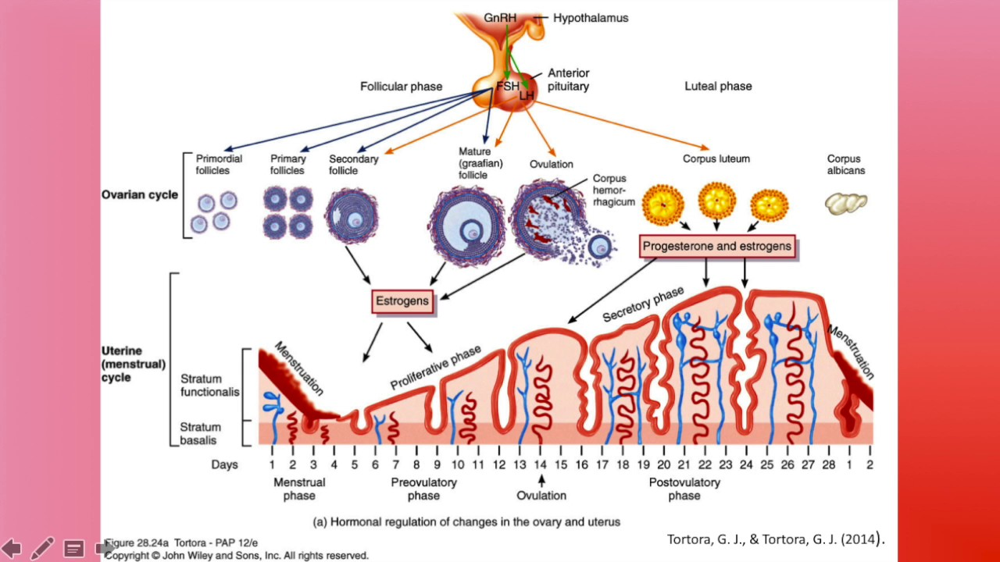 GnRH
Hypothalamus
Anterior
pituitary
Follicular phase
FSH
LH
Luteal phase
Primordial
follicles
Primary
follicles
Secondary
follicle
Mature
(graafian)
follicle
Ovulation
Corpus
hemor-
rhagicum
Corpus luteum
Corpus
albicans
Ovarian cycle
Progesterone and estrogens
Estrogens
Uterine
(menstrual)
cycle
Stratum
functionalis
Stratum
basalis
Menstruation
Proliferative phase
Secretory phase
Menstruation
Days 1 2 3 4 5 6 7 8 9 10 11 12 13 14 15 16 17 18 19 20 21 22 23 24 25 26 27 28 1 2
Menstrual
phase
Preovulatory
phase
Ovulation
Postovulatory
phase
(a) Hormonal regulation of changes in the ovary and uterus
Tortora, G. J., & Tortora, G. J. (2014).
Figure 28.24a Tortora - PAP 12/e
Copyright © John Wiley and Sons, Inc. All rights reserved.